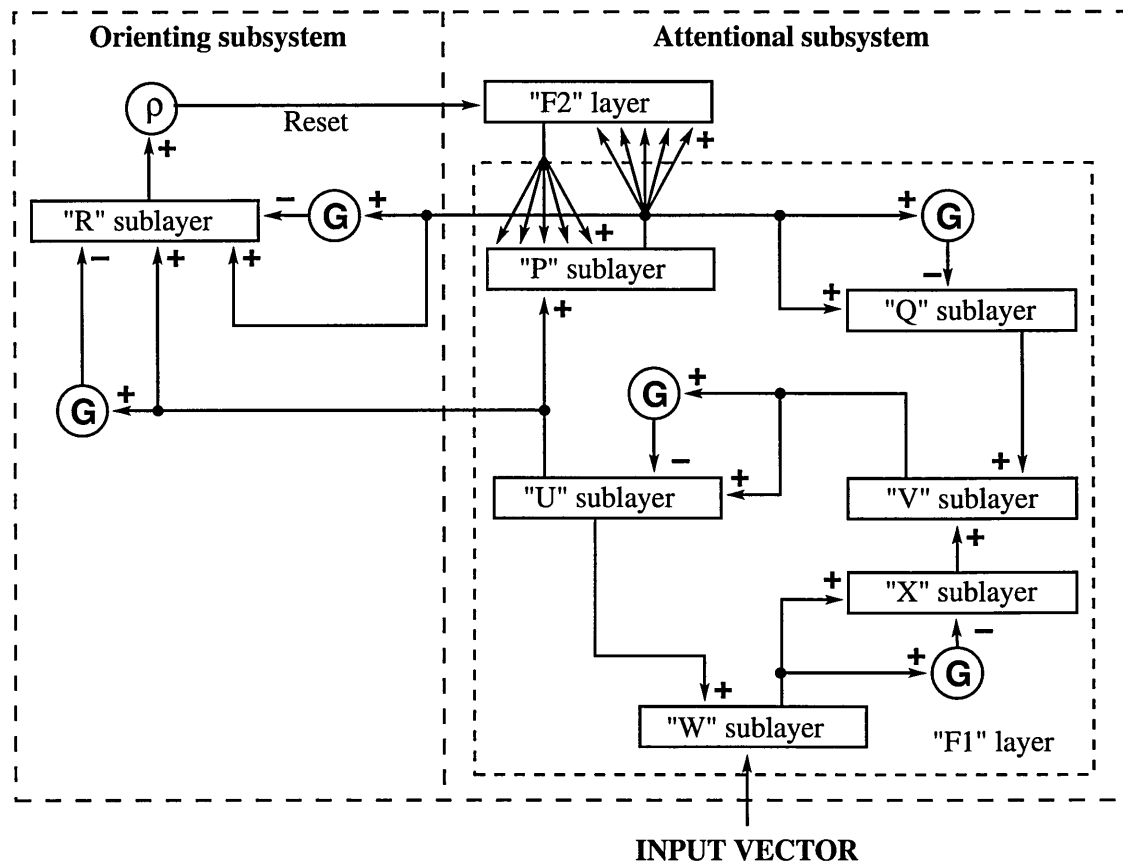 Orienting subsystem
Attentional subsystem
ρ
Reset
"F2" layer
+
+
"R" sublayer
−
G
+
+
+
G
−
+
+
"P" sublayer
−
+
+
"Q" sublayer
+
G
+
G
+
−
+
+
"U" sublayer
"V" sublayer
+
+
"X" sublayer
−
+
G
+
"W" sublayer
"F1" layer
INPUT VECTOR